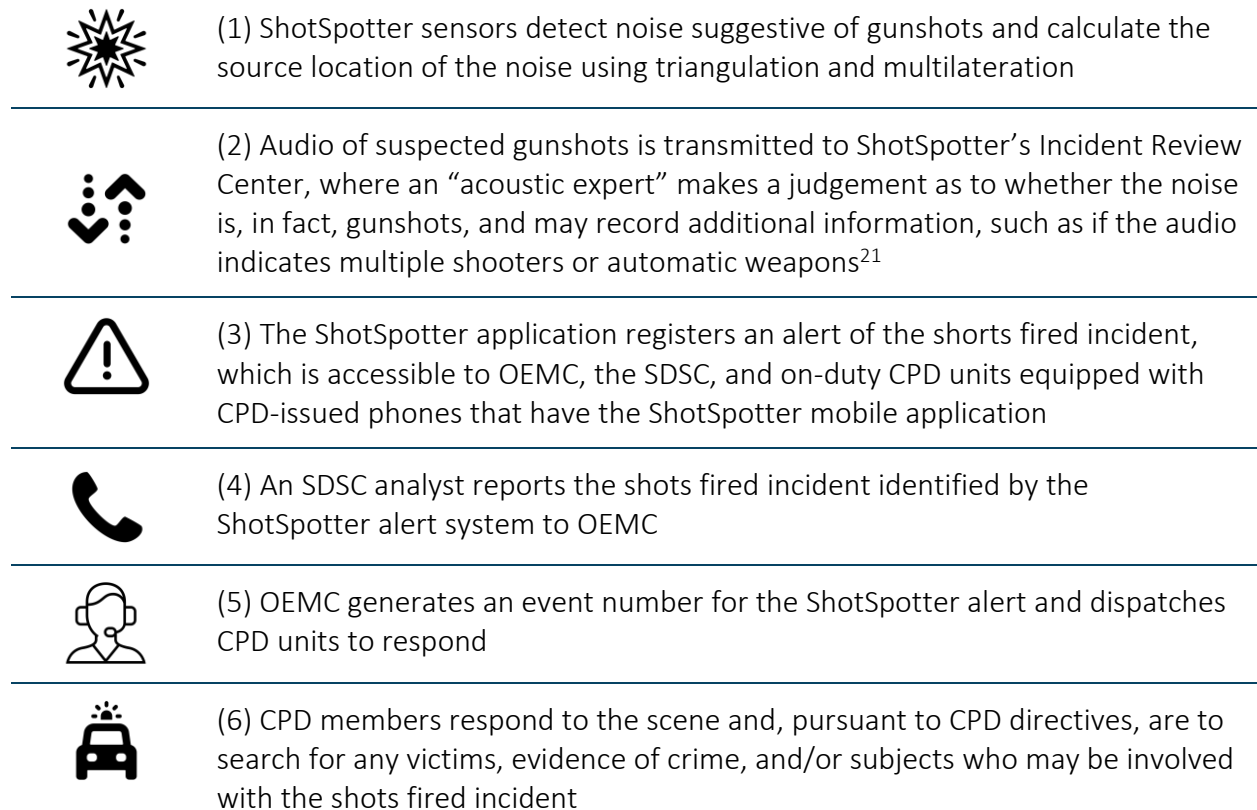 (1) ShotSpotter sensors detect noise suggestive of gunshots and calculate the
source location of the noise using triangulation and multilateration
(2) Audio of suspected gunshots is transmitted to ShotSpotter’s Incident Review
Center, where an “acoustic expert” makes a judgement as to whether the noise
is, in fact, gunshots, and may record additional information, such as if the audio
indicates multiple shooters or automatic weapons21
(3) The ShotSpotter application registers an alert of the shorts fired incident,
which is accessible to OEMC, the SDSC, and on-duty CPD units equipped with
CPD-issued phones that have the ShotSpotter mobile application
(4) An SDSC analyst reports the shots fired incident identified by the
ShotSpotter alert system to OEMC
(5) OEMC generates an event number for the ShotSpotter alert and dispatches
CPD units to respond
(6) CPD members respond to the scene and, pursuant to CPD directives, are to
search for any victims, evidence of crime, and/or subjects who may be involved
with the shots fired incident